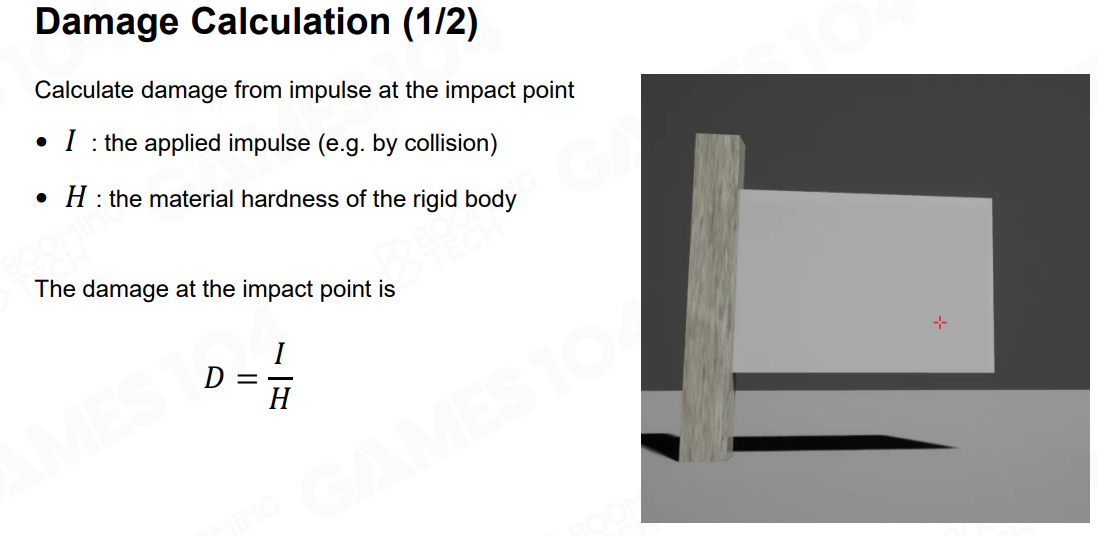 Damage Calculation (1/2)
Calculate damage from impulse at the impact point
• I : the applied impulse (e.g. by collision)
• H : the material hardness of the rigid body
The damage at the impact point is
D = I / H
GAMES104
BOOMING
TECH